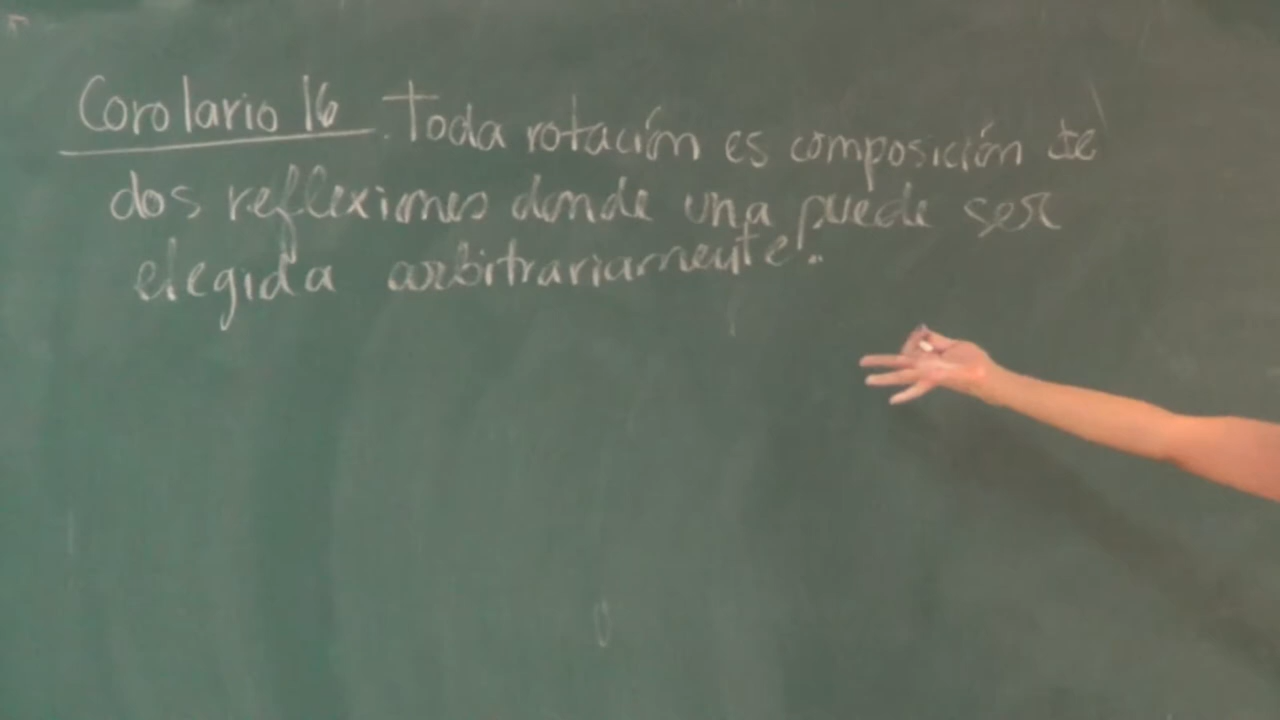 Corolario 16. Toda rotación es composición de
dos reflexiones donde una puede ser
elegida arbitrariamente.